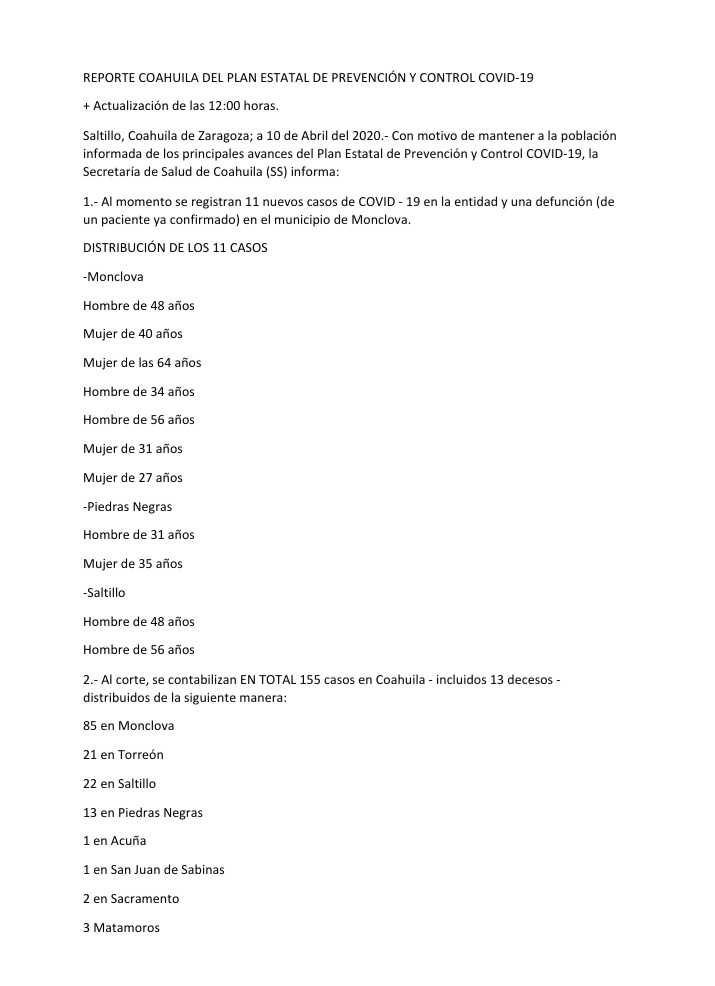 REPORTE COAHUILA DEL PLAN ESTATAL DE PREVENCIÓN Y CONTROL COVID-19
+ Actualización de las 12:00 horas.
Saltillo, Coahuila de Zaragoza; a 10 de Abril del 2020.- Con motivo de mantener a la población
informada de los principales avances del Plan Estatal de Prevención y Control COVID-19, la
Secretaría de Salud de Coahuila (SS) informa:
1.- Al momento se registran 11 nuevos casos de COVID - 19 en la entidad y una defunción (de
un paciente ya confirmado) en el municipio de Monclova.
DISTRIBUCIÓN DE LOS 11 CASOS
-Monclova
Hombre de 48 años
Mujer de 40 años
Mujer de las 64 años
Hombre de 34 años
Hombre de 56 años
Mujer de 31 años
Mujer de 27 años
-Piedras Negras
Hombre de 31 años
Mujer de 35 años
-Saltillo
Hombre de 48 años
Hombre de 56 años
2.- Al corte, se contabilizan EN TOTAL 155 casos en Coahuila - incluidos 13 decesos -
distribuidos de la siguiente manera:
85 en Monclova
21 en Torreón
22 en Saltillo
13 en Piedras Negras
1 en Acuña
1 en San Juan de Sabinas
2 en Sacramento
3 Matamoros